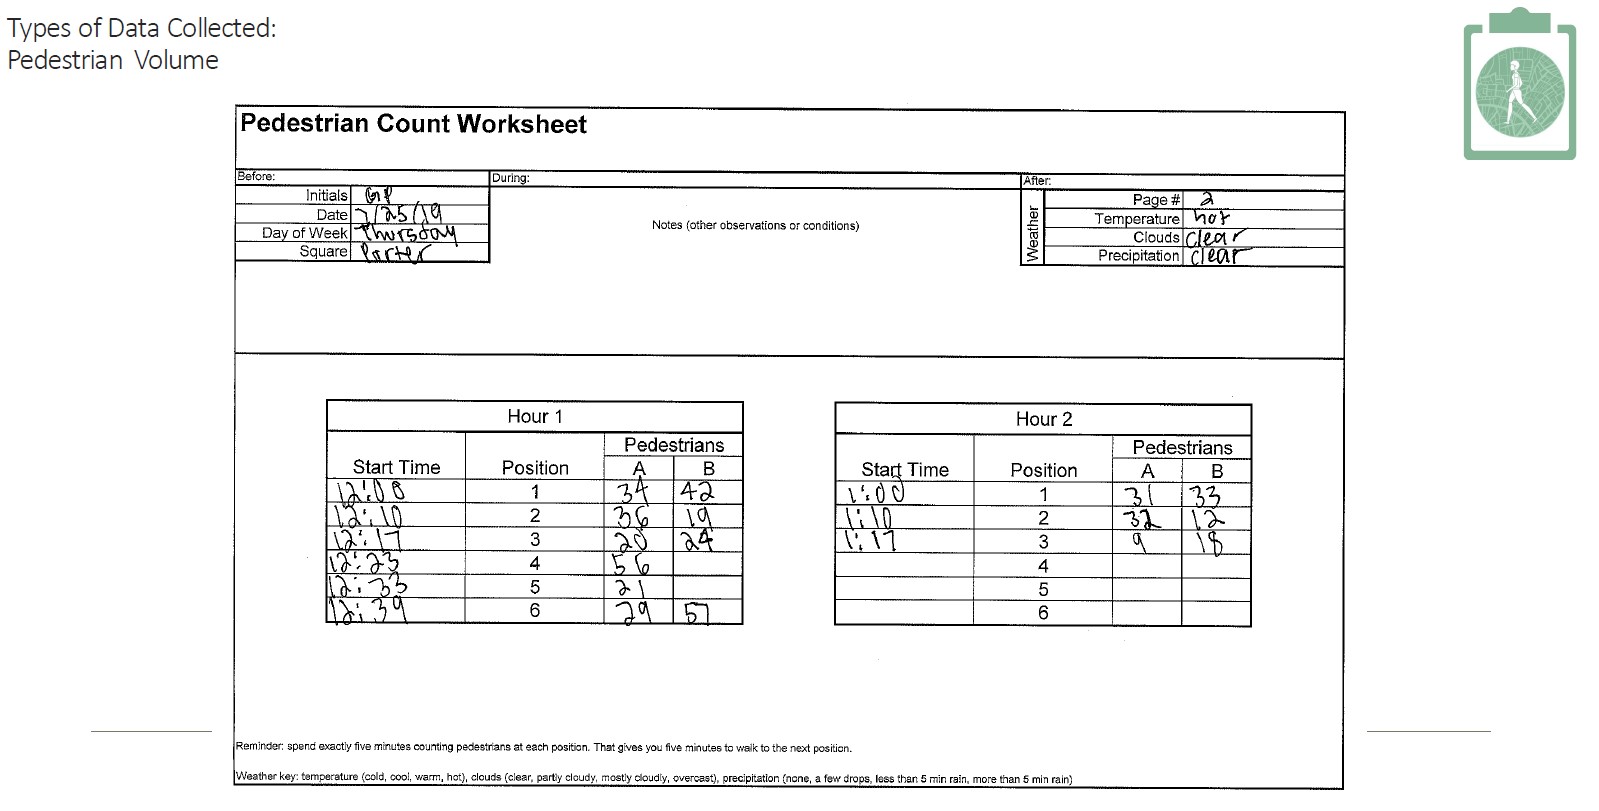 Types of Data Collected:
Pedestrian Volume
Pedestrian Count Worksheet
Before:
Initials GP
Date 7/25/19
Day of Week Thursday
Square Porter
During:
Notes (other observations or conditions)
After:
Weather
Page # 2
Temperature hot
Clouds clear
Precipitation clear
Hour 1
Pedestrians
Start Time Position A B
12:00 1 34 42
12:10 2 36 19
12:17 3 20 24
12:23 4 56
12:33 5 21
12:39 6 29 57
Hour 2
Pedestrians
Start Time Position A B
1:00 1 31 33
1:10 2 32 12
1:17 3 9 18
4
5
6
Reminder: spend exactly five minutes counting pedestrians at each position. That gives you five minutes to walk to the next position.
Weather key: temperature (cold, cool, warm, hot), clouds (clear, partly cloudy, mostly cloudly, overcast), precipitation (none, a few drops, less than 5 min rain, more than 5 min rain)